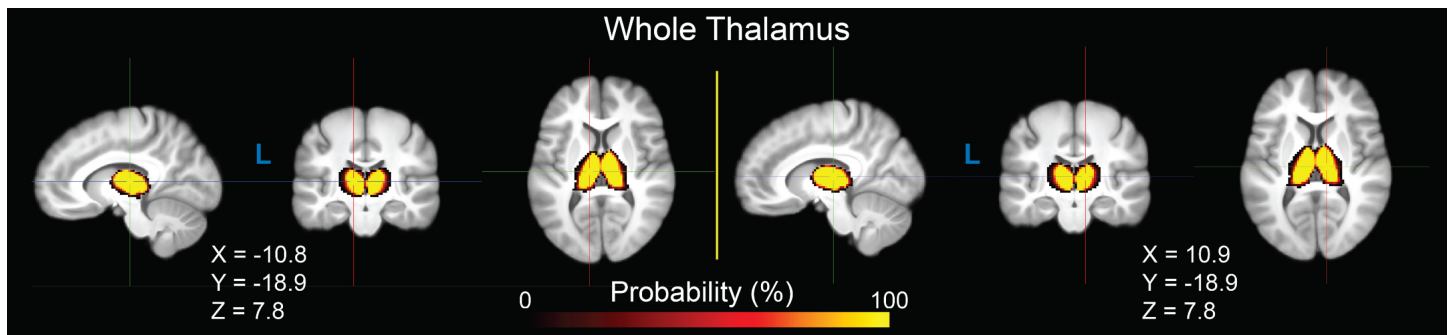 Whole Thalamus
L
L
X = -10.8
Y = -18.9
Z = 7.8
0
Probability (%)
100
X = 10.9
Y = -18.9
Z = 7.8